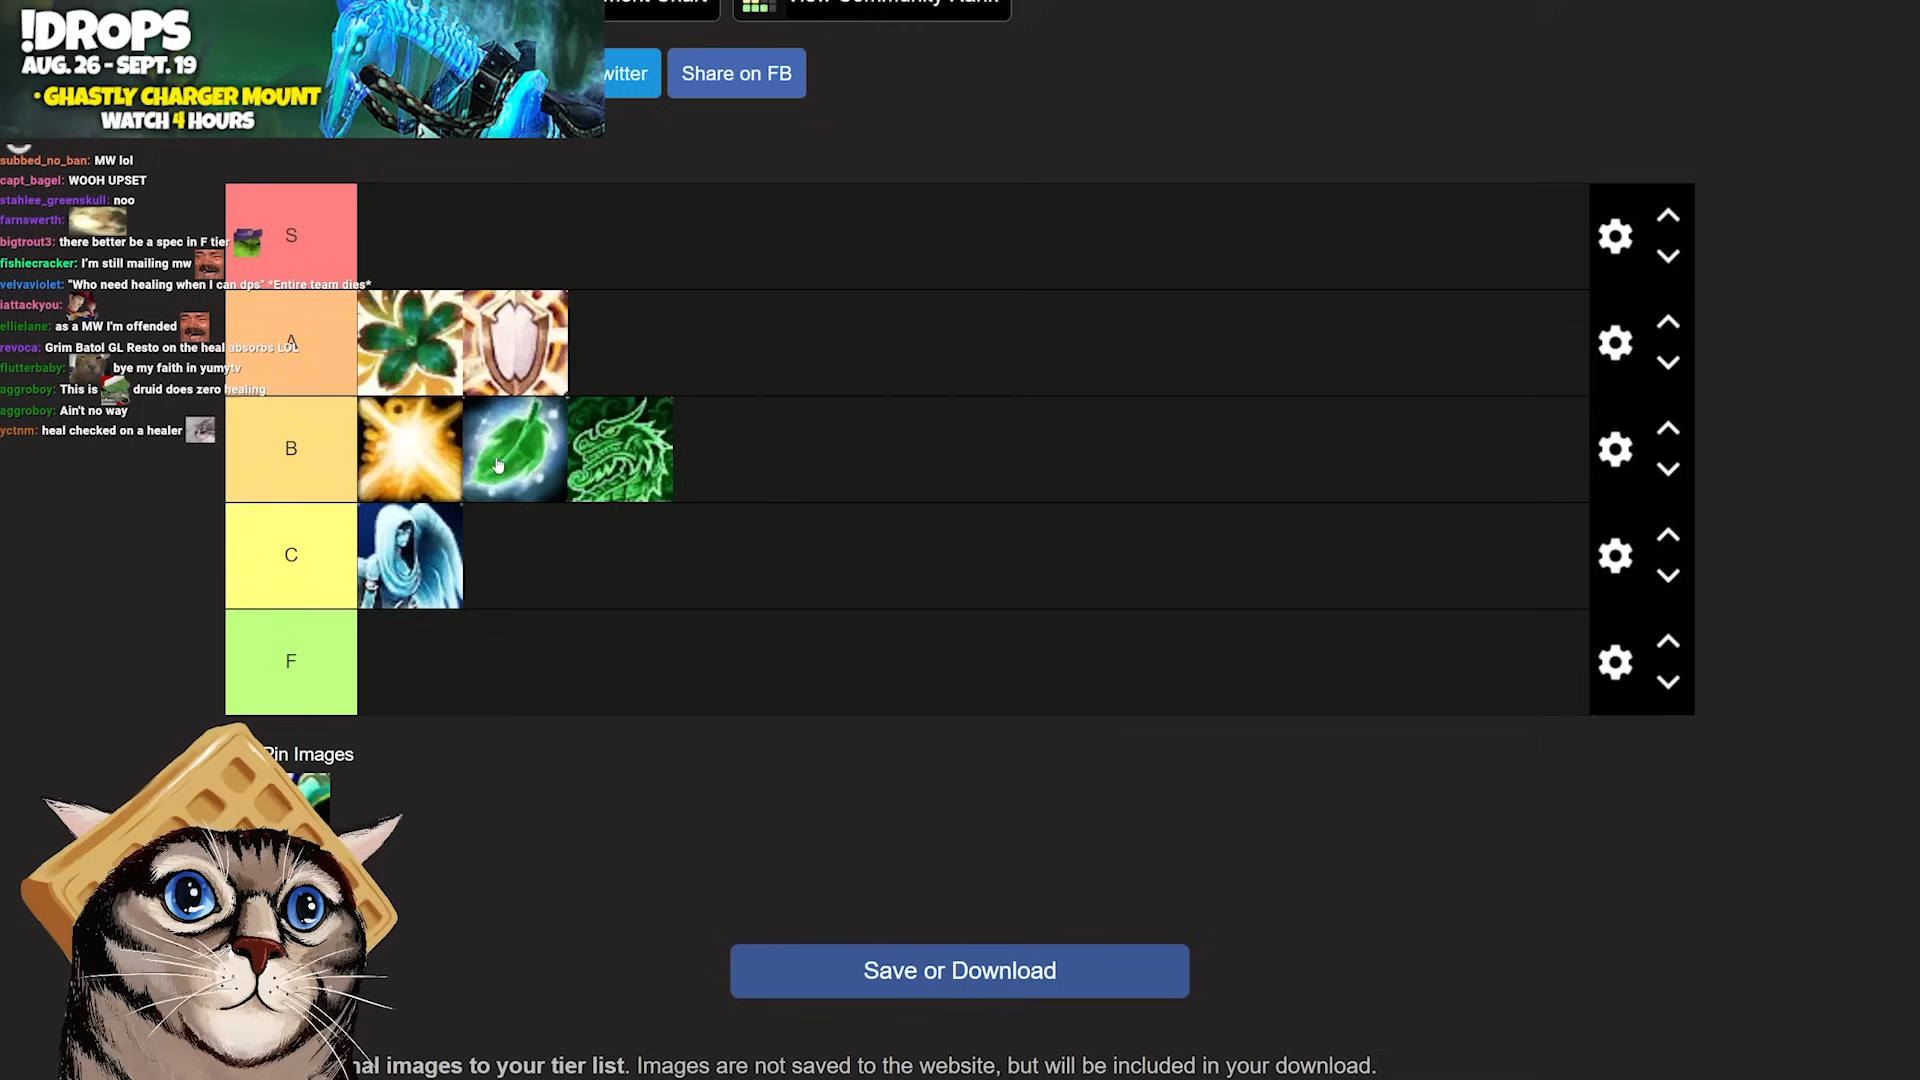 !DROPS
AUG. 26 - SEPT. 19
• GHASTLY CHARGER MOUNT
WATCH 4 HOURS
View Community Rank
Share on FB
subbed_no_ban: MW lol
capt_bagel: WOOH UPSET
stahlee_greenskull: noo
farnswerth:
bigtrout3: there better be a spec in F tier
fishiecracker: I'm still mailing mw
velvaviolet: "Who need healing when I can dps" *Entire team dies*
iattackyou:
ellielane: as a MW I'm offended
revoca: Grim Batol GL Resto on the heal absorbs LOL
flutterbaby: bye my faith in yumytv
aggroboy: This is druid does zero healing
aggroboy: Ain't no way
yctnm: heal checked on a healer
S
A
B
C
F
Pin Images
Save or Download
images to your tier list. Images are not saved to the website, but will be included in your download.